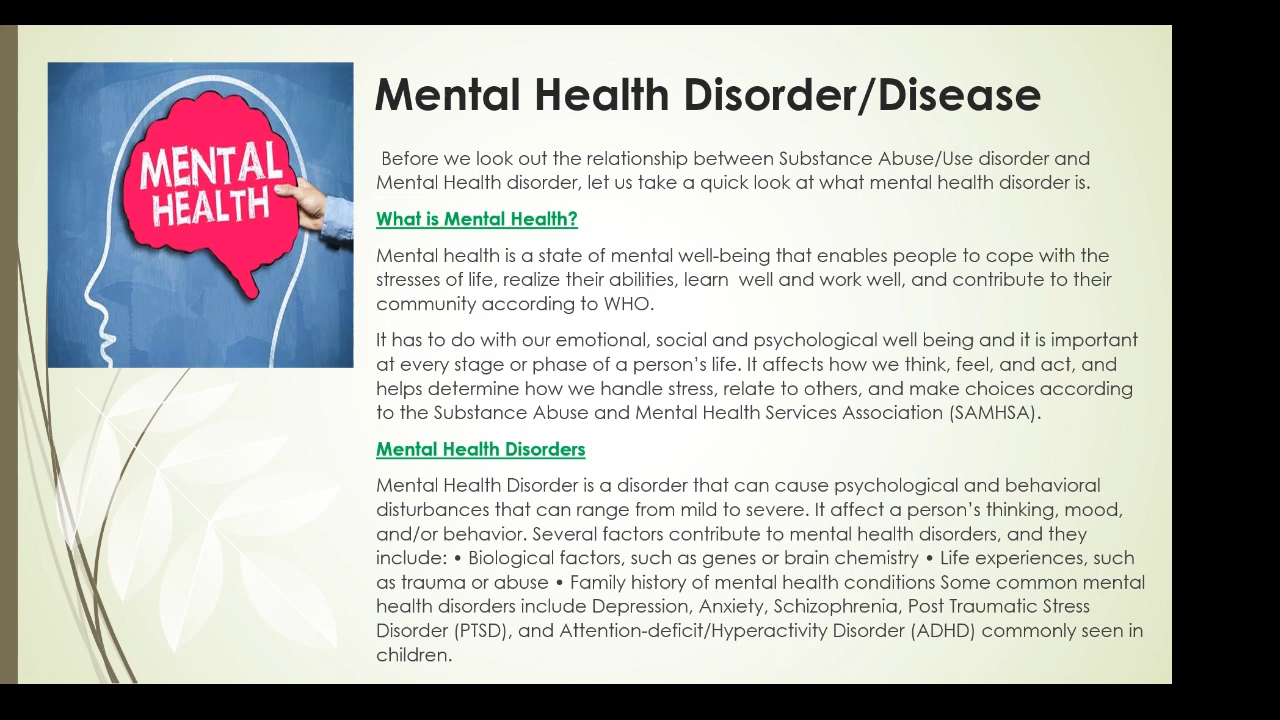 MENTAL
HEALTH
Mental Health Disorder/Disease
Before we look out the relationship between Substance Abuse/Use disorder and
Mental Health disorder, let us take a quick look at what mental health disorder is.
What is Mental Health?
Mental health is a state of mental well-being that enables people to cope with the
stresses of life, realize their abilities, learn  well and work well, and contribute to their
community according to WHO.
It has to do with our emotional, social and psychological well being and it is important
at every stage or phase of a person's life. It affects how we think, feel, and act, and
helps determine how we handle stress, relate to others, and make choices according
to the Substance Abuse and Mental Health Services Association (SAMHSA).
Mental Health Disorders
Mental Health Disorder is a disorder that can cause psychological and behavioral
disturbances that can range from mild to severe. It affect a person's thinking, mood,
and/or behavior. Several factors contribute to mental health disorders, and they
include: • Biological factors, such as genes or brain chemistry • Life experiences, such
as trauma or abuse • Family history of mental health conditions Some common mental
health disorders include Depression, Anxiety, Schizophrenia, Post Traumatic Stress
Disorder (PTSD), and Attention-deficit/Hyperactivity Disorder (ADHD) commonly seen in
children.